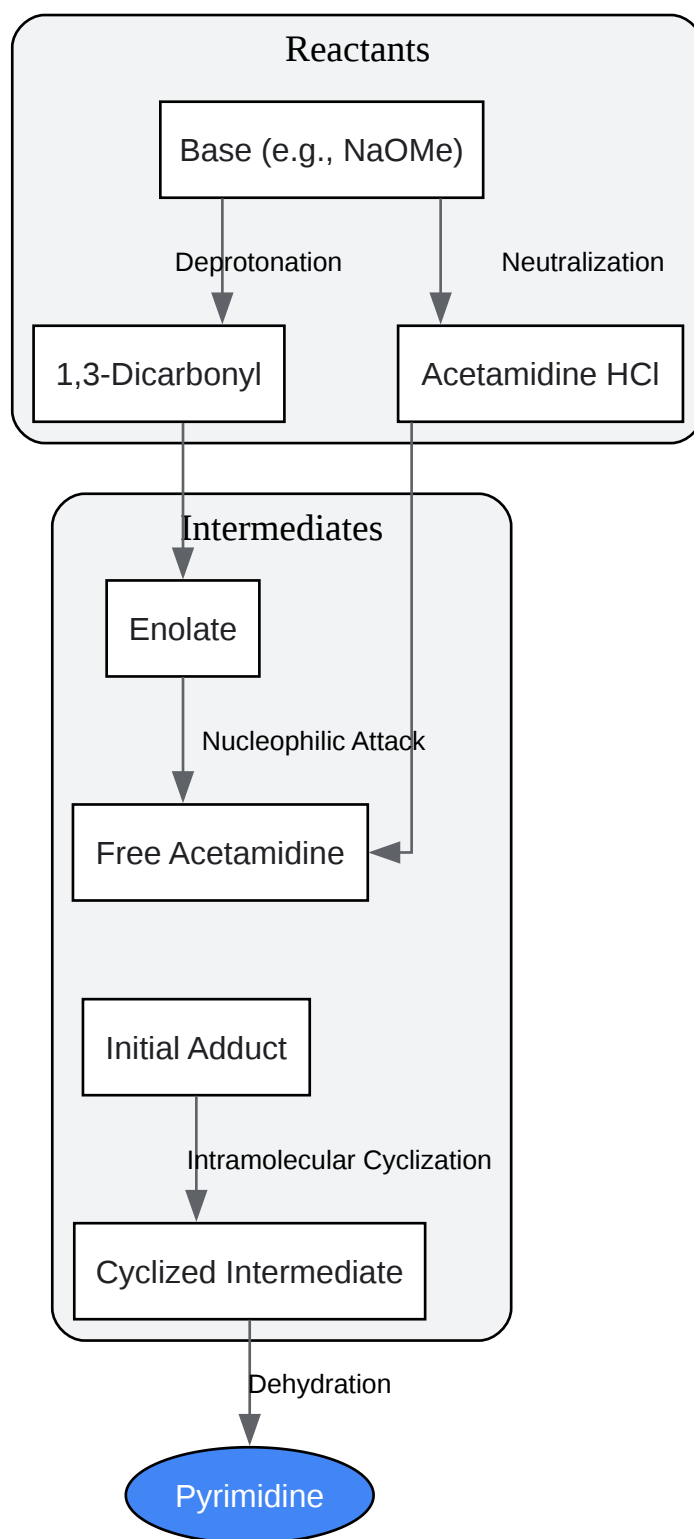 Reactants
Base (e.g., NaOMe)
Deprotonation
Neutralization
1,3-Dicarbonyl
Acetamidine HCl
Intermediates
Enolate
Nucleophilic Attack
Free Acetamidine
Initial Adduct
Intramolecular Cyclization
Cyclized Intermediate
Dehydration
Pyrimidine